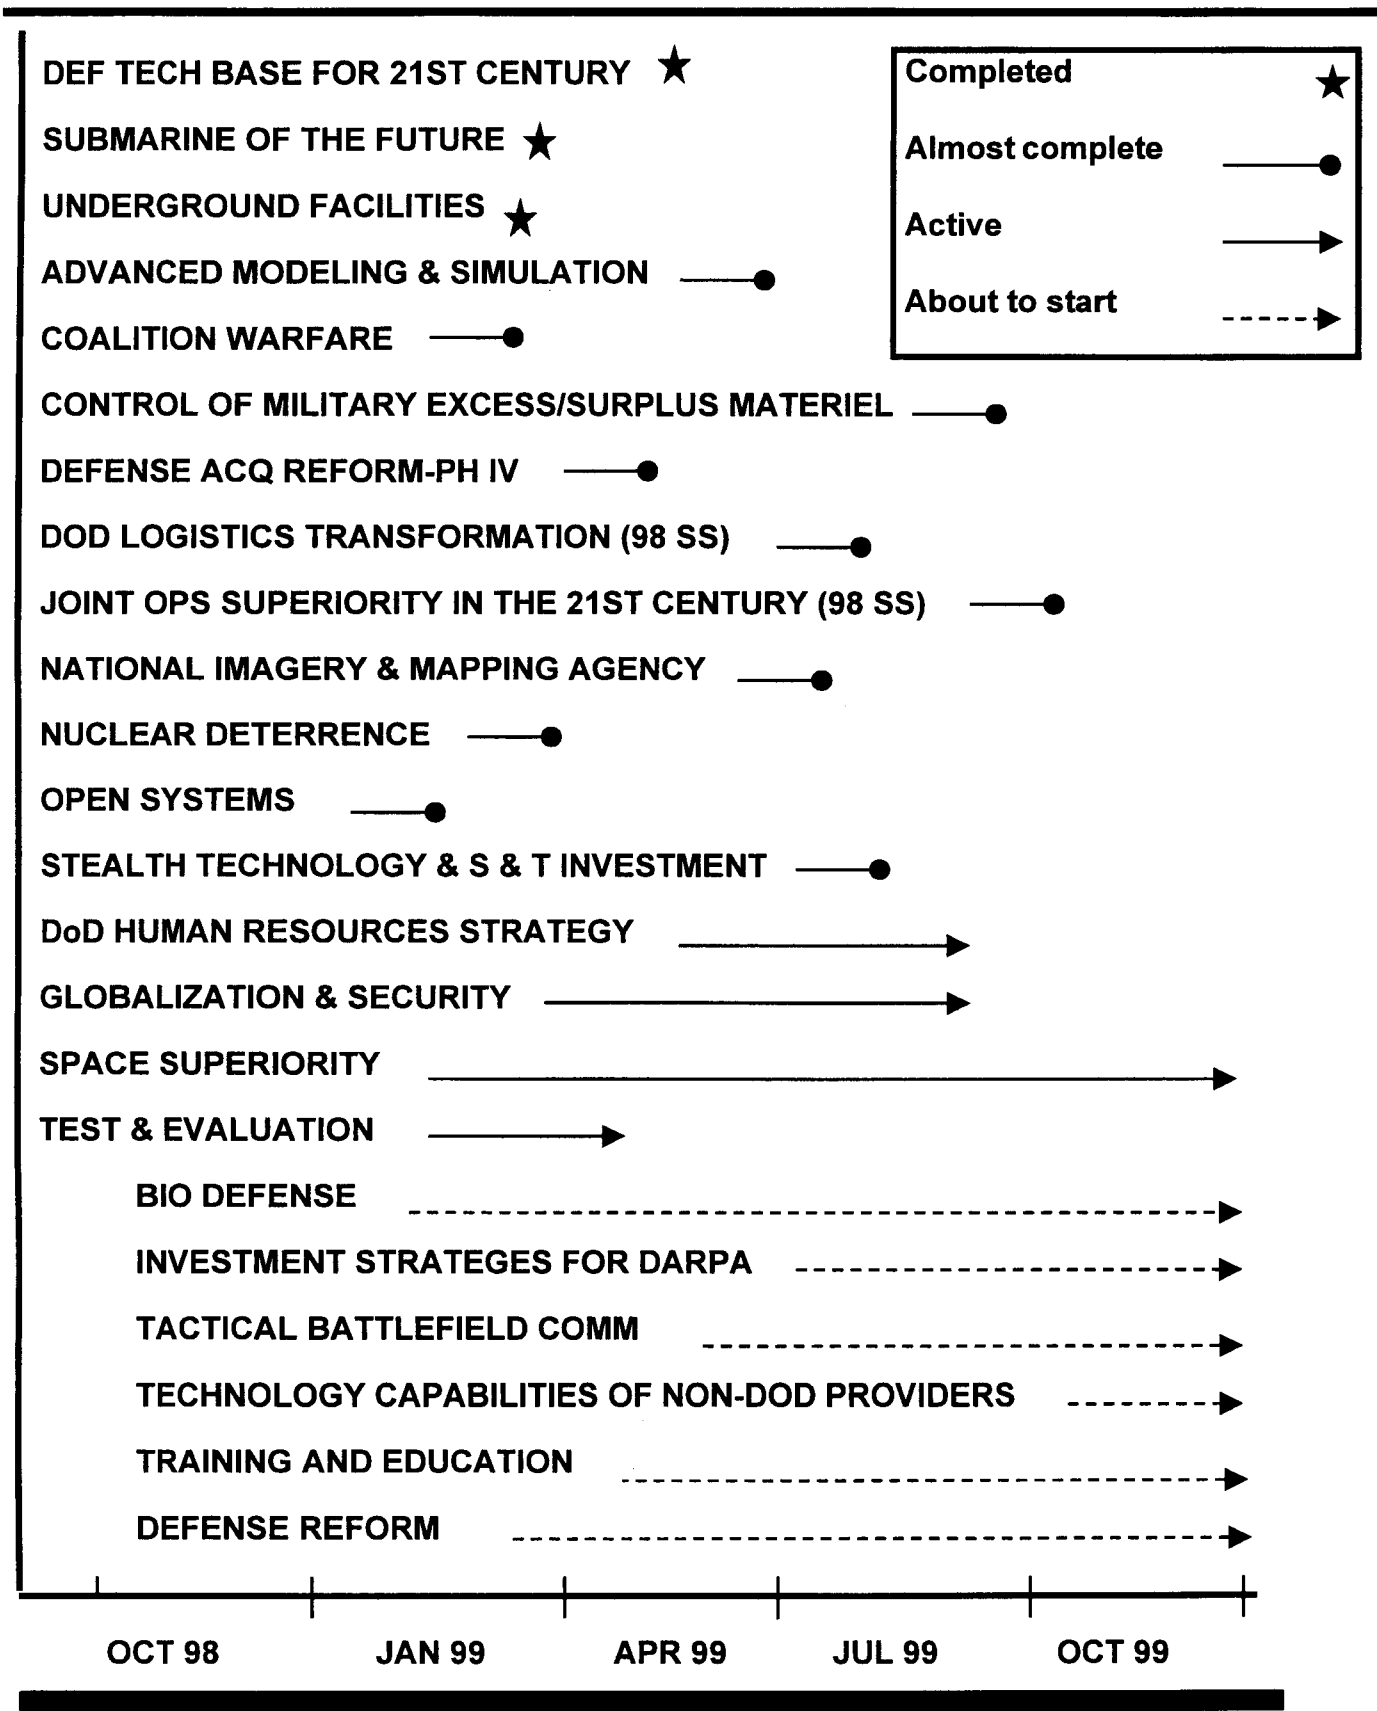 DEF TECH BASE FOR 21ST CENTURY
SUBMARINE OF THE FUTURE
UNDERGROUND FACILITIES
ADVANCED MODELING & SIMULATION
COALITION WARFARE
CONTROL OF MILITARY EXCESS/SURPLUS MATERIEL
DEFENSE ACQ REFORM-PH IV
DOD LOGISTICS TRANSFORMATION (98 SS)
JOINT OPS SUPERIORITY IN THE 21ST CENTURY (98 SS)
NATIONAL IMAGERY & MAPPING AGENCY
NUCLEAR DETERRENCE
OPEN SYSTEMS
STEALTH TECHNOLOGY & S & T INVESTMENT
DoD HUMAN RESOURCES STRATEGY
GLOBALIZATION & SECURITY
SPACE SUPERIORITY
TEST & EVALUATION
BIO DEFENSE
INVESTMENT STRATEGES FOR DARPA
TACTICAL BATTLEFIELD COMM
TECHNOLOGY CAPABILITIES OF NON-DOD PROVIDERS
TRAINING AND EDUCATION
DEFENSE REFORM
Completed
Almost complete
Active
About to start
OCT 98 JAN 99 APR 99 JUL 99 OCT 99